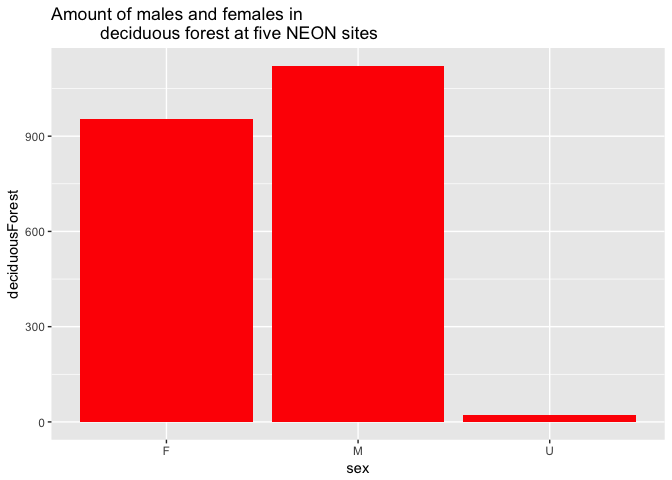 Amount of males and females in
deciduous forest at five NEON sites
deciduousForest
900
600
300
0
F M U
sex